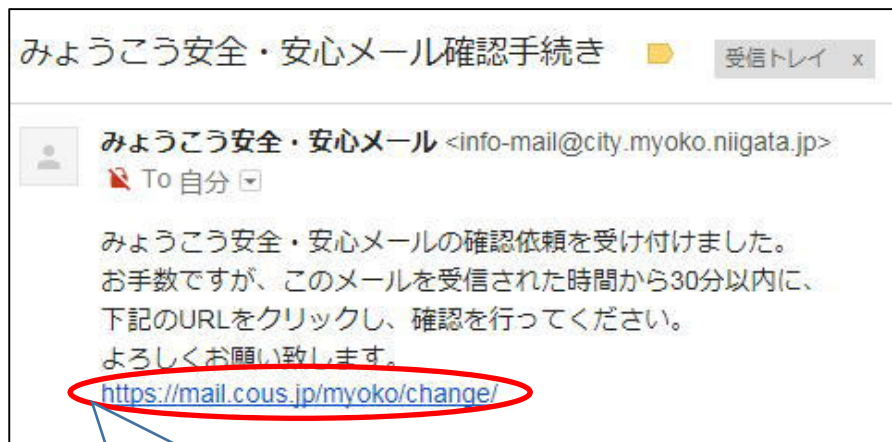 みょうこう安全・安心メール確認手続き 受信トレイ x
みょうこう安全・安心メール <info-mail@city.myoko.niigata.jp>
To 自分
みょうこう安全・安心メールの確認依頼を受け付けました。
お手数ですが、このメールを受信された時間から30分以内に、
下記のURLをクリックし、確認を行ってください。
よろしくお願い致します。
https://mail.cous.jp/myoko/change/